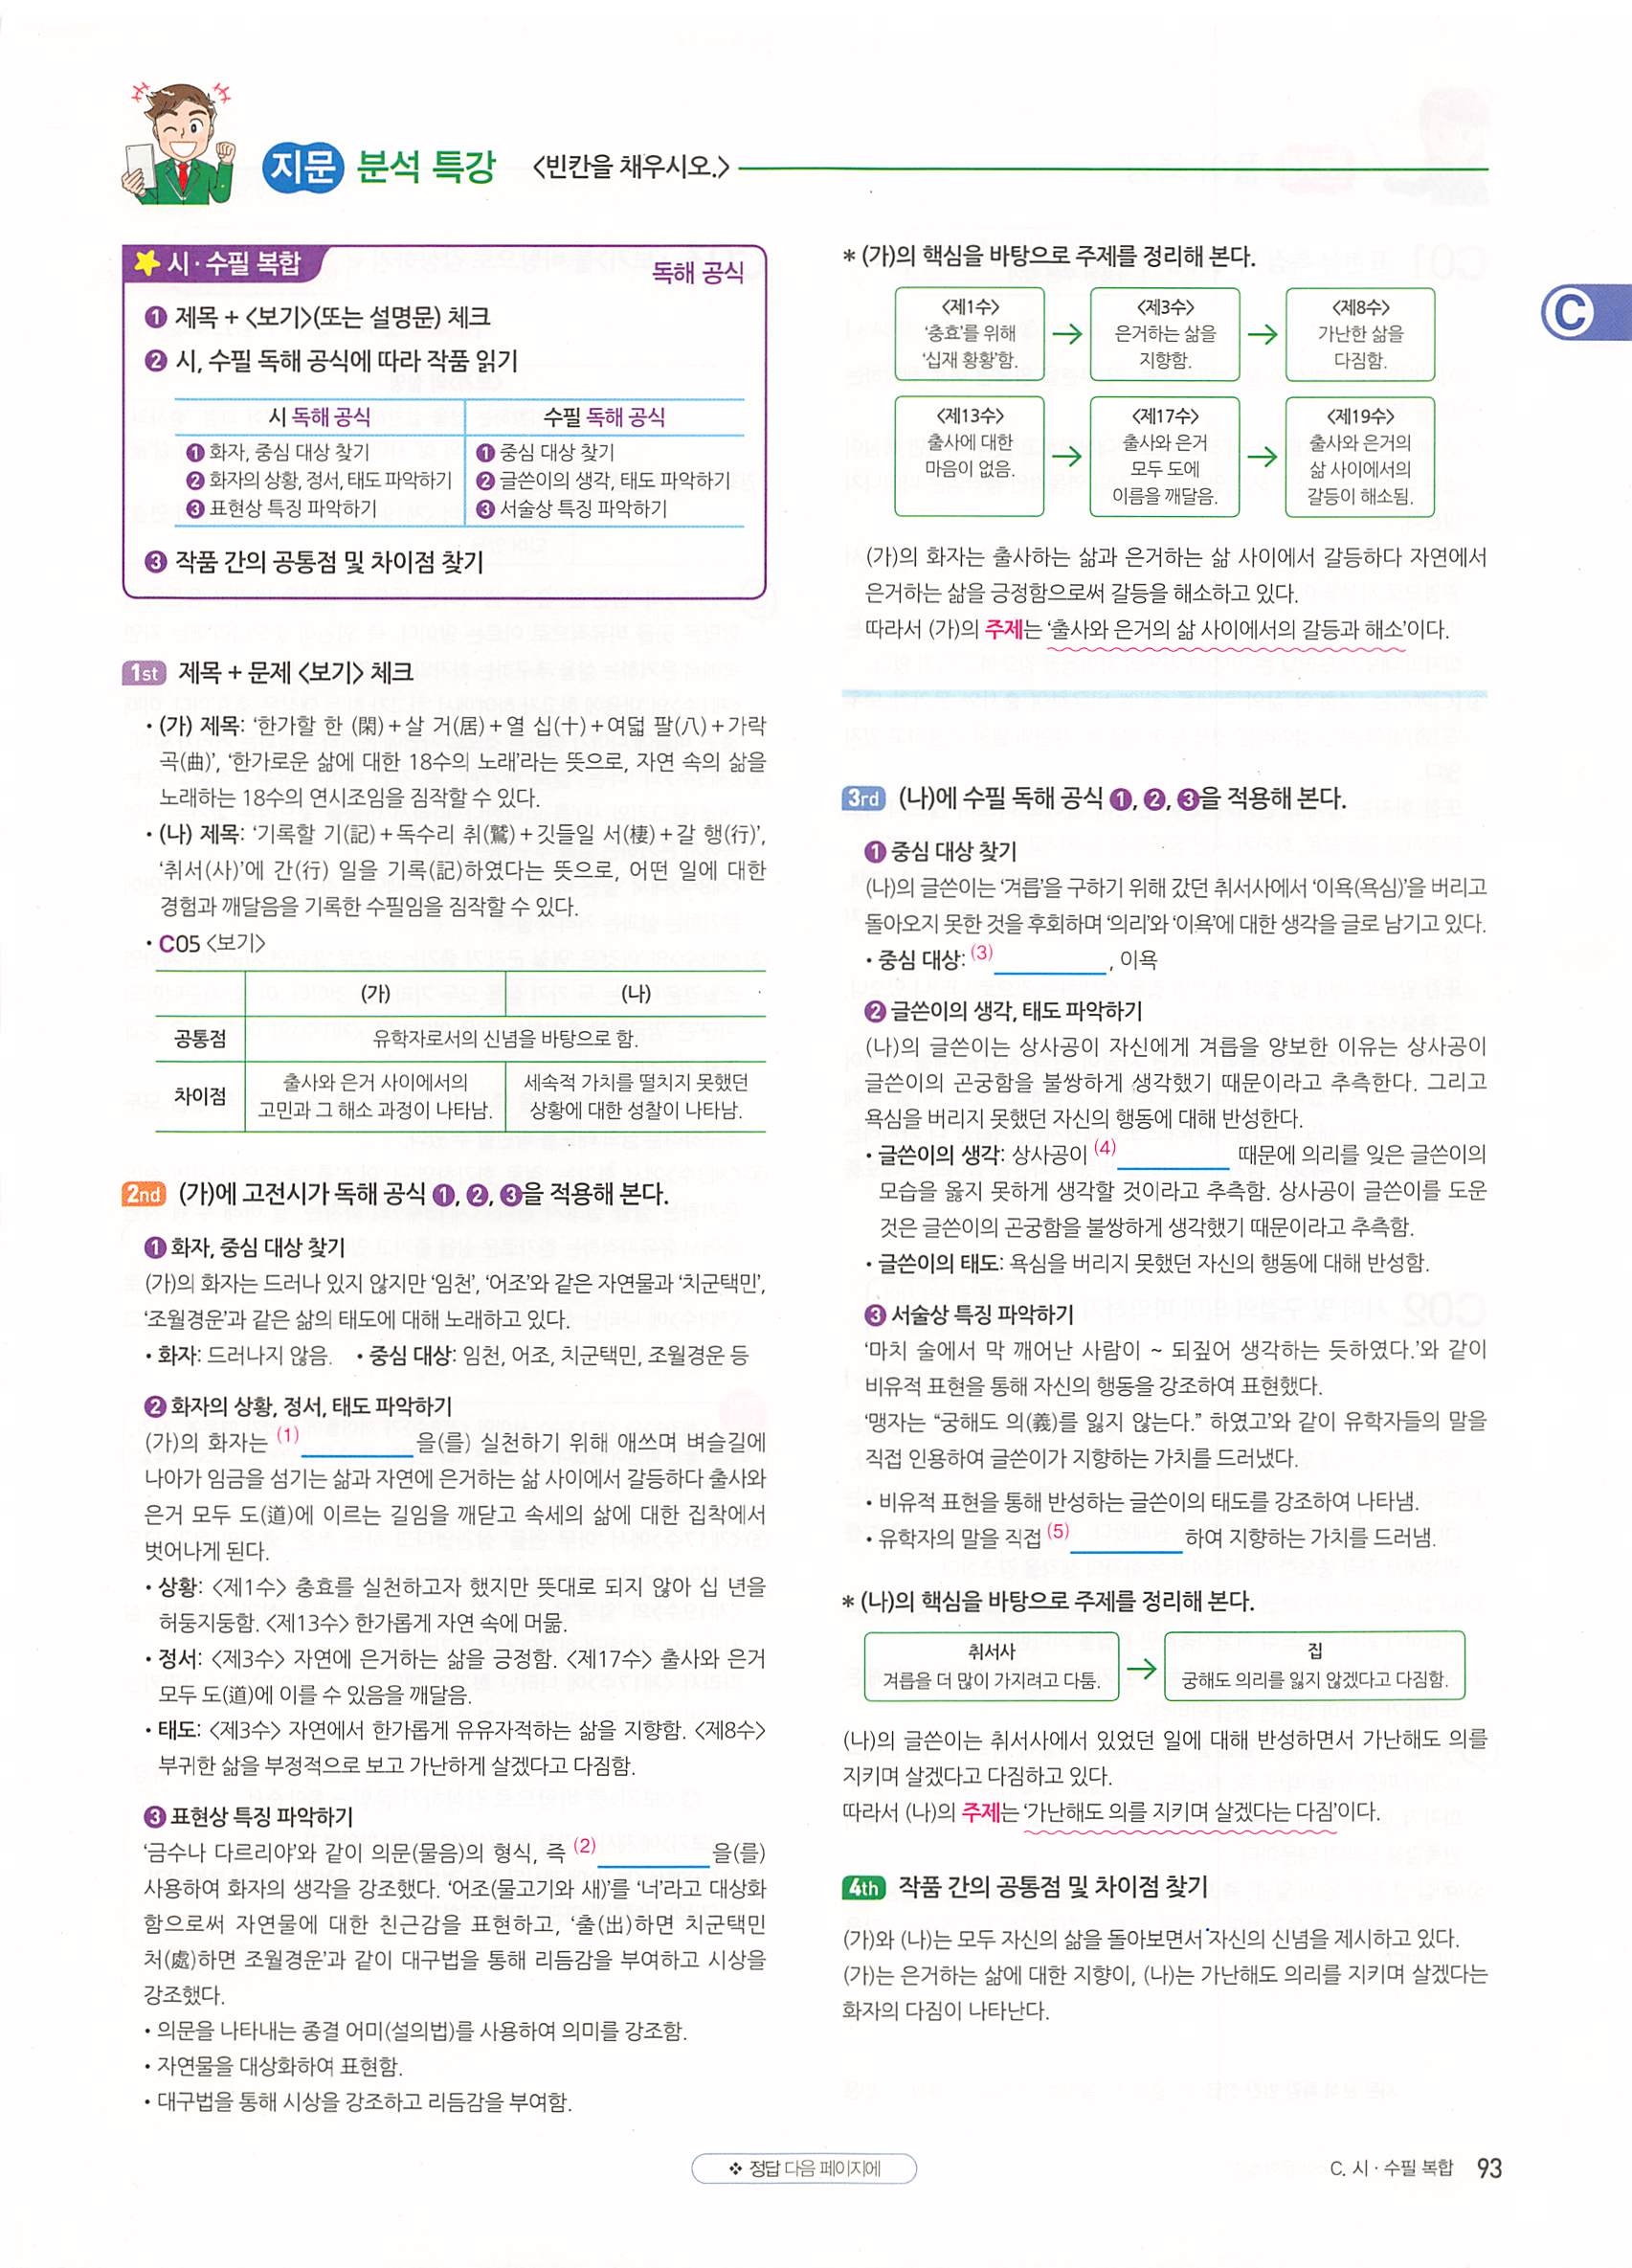 지문 분석 특강 <빈칸을 채우시오.>
시·수필 복합
독해 공식
❶ 제목 + <보기>(또는 설명문) 체크
❷ 시, 수필 독해 공식에 따라 작품 읽기
시 독해 공식 수필 독해 공식
❶ 화자, 중심 대상 찾기 ❶ 중심 대상 찾기
❷ 화자의 상황, 정서, 태도 파악하기 ❷ 글쓴이의 생각, 태도 파악하기
❸ 표현상 특징 파악하기 ❸ 서술상 특징 파악하기
❸ 작품 간의 공통점 및 차이점 찾기
1st 제목 + 문제 <보기> 체크
• (가) 제목: '한가할 한 (閑)+살 거(居)+열 십(十)+여덟 팔(八)+가락
곡(曲)', '한가로운 삶에 대한 18수의 노래'라는 뜻으로, 자연 속의 삶을
노래하는 18수의 연시조임을 짐작할 수 있다.
• (나) 제목: '기록할 기(記)+독수리 취(鷲)+깃들일 서(棲)+갈 행(行)',
'취서(사)'에 간(行) 일을 기록(記)하였다는 뜻으로, 어떤 일에 대한
경험과 깨달음을 기록한 수필임을 짐작할 수 있다.
• C05 <보기>
(가) (나)
공통점 유학자로서의 신념을 바탕으로 함.
차이점 출사와 은거 사이에서의 고민과 그 해소 과정이 나타남. 세속적 가치를 떨치지 못했던 상황에 대한 성찰이 나타남.
2nd (가)에 고전시가 독해 공식 ❶, ❷, ❸을 적용해 본다.
❶ 화자, 중심 대상 찾기
(가)의 화자는 드러나 있지 않지만 '임천', '어조'와 같은 자연물과 '치군택민',
'조월경운'과 같은 삶의 태도에 대해 노래하고 있다.
• 화자: 드러나지 않음. • 중심 대상: 임천, 어조, 치군택민, 조월경운 등
❷ 화자의 상황, 정서, 태도 파악하기
(가)의 화자는 (1)__________을(를) 실천하기 위해 애쓰며 벼슬길에
나아가 임금을 섬기는 삶과 자연에 은거하는 삶 사이에서 갈등하다 출사와
은거 모두 도(道)에 이르는 길임을 깨닫고 속세의 삶에 대한 집착에서
벗어나게 된다.
• 상황: <제1수> 충효를 실천하고자 했지만 뜻대로 되지 않아 십 년을
허둥지둥함. <제13수> 한가롭게 자연 속에 머묾.
• 정서: <제3수> 자연에 은거하는 삶을 긍정함. <제17수> 출사와 은거
모두 도(道)에 이를 수 있음을 깨달음.
• 태도: <제3수> 자연에서 한가롭게 유유자적하는 삶을 지향함. <제8수>
부귀한 삶을 부정적으로 보고 가난하게 살겠다고 다짐함.
❸ 표현상 특징 파악하기
'금수나 다르리야'와 같이 의문(물음)의 형식, 즉 (2)__________을(를)
사용하여 화자의 생각을 강조했다. '어조(물고기와 새)'를 '너'라고 대상화
함으로써 자연물에 대한 친근감을 표현하고, '출(出)하면 치군택민
처(處)하면 조월경운'과 같이 대구법을 통해 리듬감을 부여하고 시상을
강조했다.
• 의문을 나타내는 종결 어미(설의법)를 사용하여 의미를 강조함.
• 자연물을 대상화하여 표현함.
• 대구법을 통해 시상을 강조하고 리듬감을 부여함.
* (가)의 핵심을 바탕으로 주제를 정리해 본다.
<제1수> '충효'를 위해 '십재 황황'함. → <제3수> 은거하는 삶을 지향함. → <제8수> 가난한 삶을 다짐함.
<제13수> 출사에 대한 마음이 없음. → <제17수> 출사와 은거 모두 도에 이름을 깨달음. → <제19수> 출사와 은거의 삶 사이에서의 갈등이 해소됨.
(가)의 화자는 출사하는 삶과 은거하는 삶 사이에서 갈등하다 자연에서
은거하는 삶을 긍정함으로써 갈등을 해소하고 있다.
따라서 (가)의 주제는 '출사와 은거의 삶 사이에서의 갈등과 해소'이다.
C
3rd (나)에 수필 독해 공식 ❶, ❷, ❸을 적용해 본다.
❶ 중심 대상 찾기
(나)의 글쓴이는 '겨릅'을 구하기 위해 갔던 취서사에서 '이욕(욕심)'을 버리고
돌아오지 못한 것을 후회하며 '의리'와 '이욕'에 대한 생각을 글로 남기고 있다.
• 중심 대상: (3)__________, 이욕
❷ 글쓴이의 생각, 태도 파악하기
(나)의 글쓴이는 상사공이 자신에게 겨릅을 양보한 이유는 상사공이
글쓴이의 곤궁함을 불쌍하게 생각했기 때문이라고 추측한다. 그리고
욕심을 버리지 못했던 자신의 행동에 대해 반성한다.
• 글쓴이의 생각: 상사공이 (4)__________ 때문에 의리를 잊은 글쓴이의
모습을 옳지 못하게 생각할 것이라고 추측함. 상사공이 글쓴이를 도운
것은 글쓴이의 곤궁함을 불쌍하게 생각했기 때문이라고 추측함.
• 글쓴이의 태도: 욕심을 버리지 못했던 자신의 행동에 대해 반성함.
❸ 서술상 특징 파악하기
'마치 술에서 막 깨어난 사람이 ~ 되짚어 생각하는 듯하였다.'와 같이
비유적 표현을 통해 자신의 행동을 강조하여 표현했다.
'맹자는 "궁해도 의(義)를 잃지 않는다." 하였고'와 같이 유학자들의 말을
직접 인용하여 글쓴이가 지향하는 가치를 드러냈다.
• 비유적 표현을 통해 반성하는 글쓴이의 태도를 강조하여 나타냄.
• 유학자의 말을 직접 (5)__________하여 지향하는 가치를 드러냄.
* (나)의 핵심을 바탕으로 주제를 정리해 본다.
취서사 겨릅을 더 많이 가지려고 다툼. → 집 궁해도 의리를 잃지 않겠다고 다짐함.
(나)의 글쓴이는 취서사에서 있었던 일에 대해 반성하면서 가난해도 의를
지키며 살겠다고 다짐하고 있다.
따라서 (나)의 주제는 '가난해도 의를 지키며 살겠다는 다짐'이다.
4th 작품 간의 공통점 및 차이점 찾기
(가)와 (나)는 모두 자신의 삶을 돌아보면서 자신의 신념을 제시하고 있다.
(가)는 은거하는 삶에 대한 지향이, (나)는 가난해도 의리를 지키며 살겠다는
화자의 다짐이 나타난다.
❖ 정답 다음 페이지에
C. 시·수필 복합 93